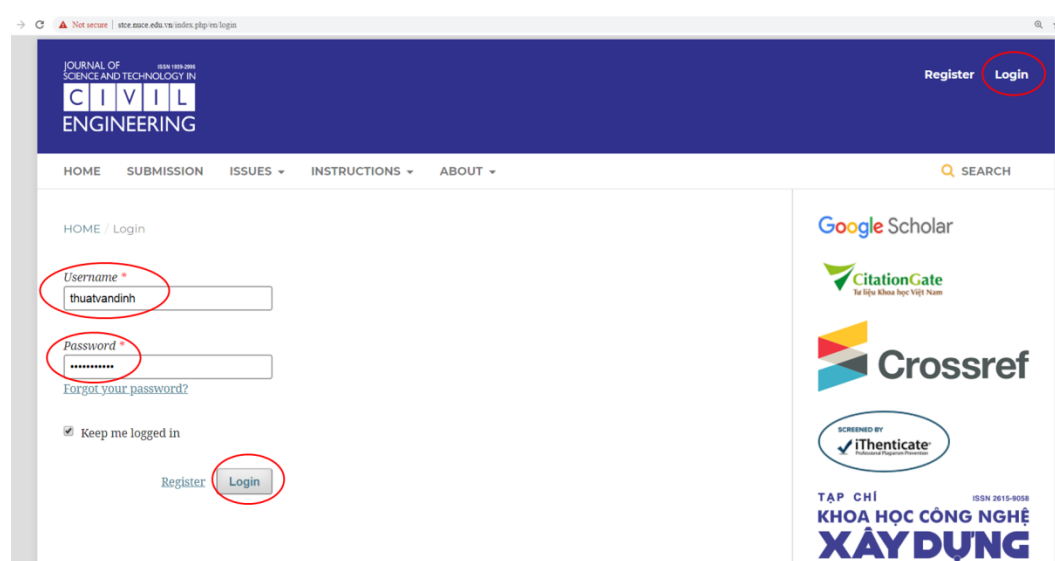 Not secure | stce.nuce.edu.vn/index.php/en/login
JOURNAL OF ISSN 1859-2996
SCIENCE AND TECHNOLOGY IN
CIVIL
ENGINEERING
Register Login
HOME SUBMISSION ISSUES INSTRUCTIONS ABOUT SEARCH
HOME / Login
Username *
thuatvandinh
Password *
•••••••••••
Forgot your password?
Keep me logged in
Register Login
Google Scholar
CitationGate
Tư liệu Khoa học Việt Nam
Crossref
SCREENED BY
iThenticate
Professional Plagiarism Prevention
TẠP CHÍ ISSN 2615-9058
KHOA HỌC CÔNG NGHỆ
XÂY DỰNG